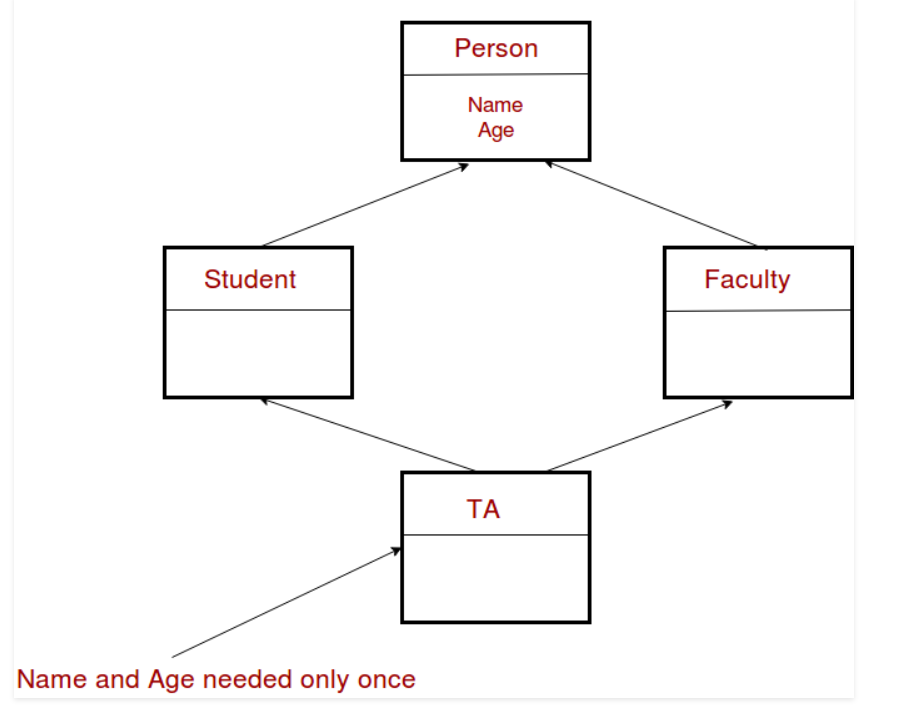 Person
Name
Age
Student
Faculty
TA
Name and Age needed only once